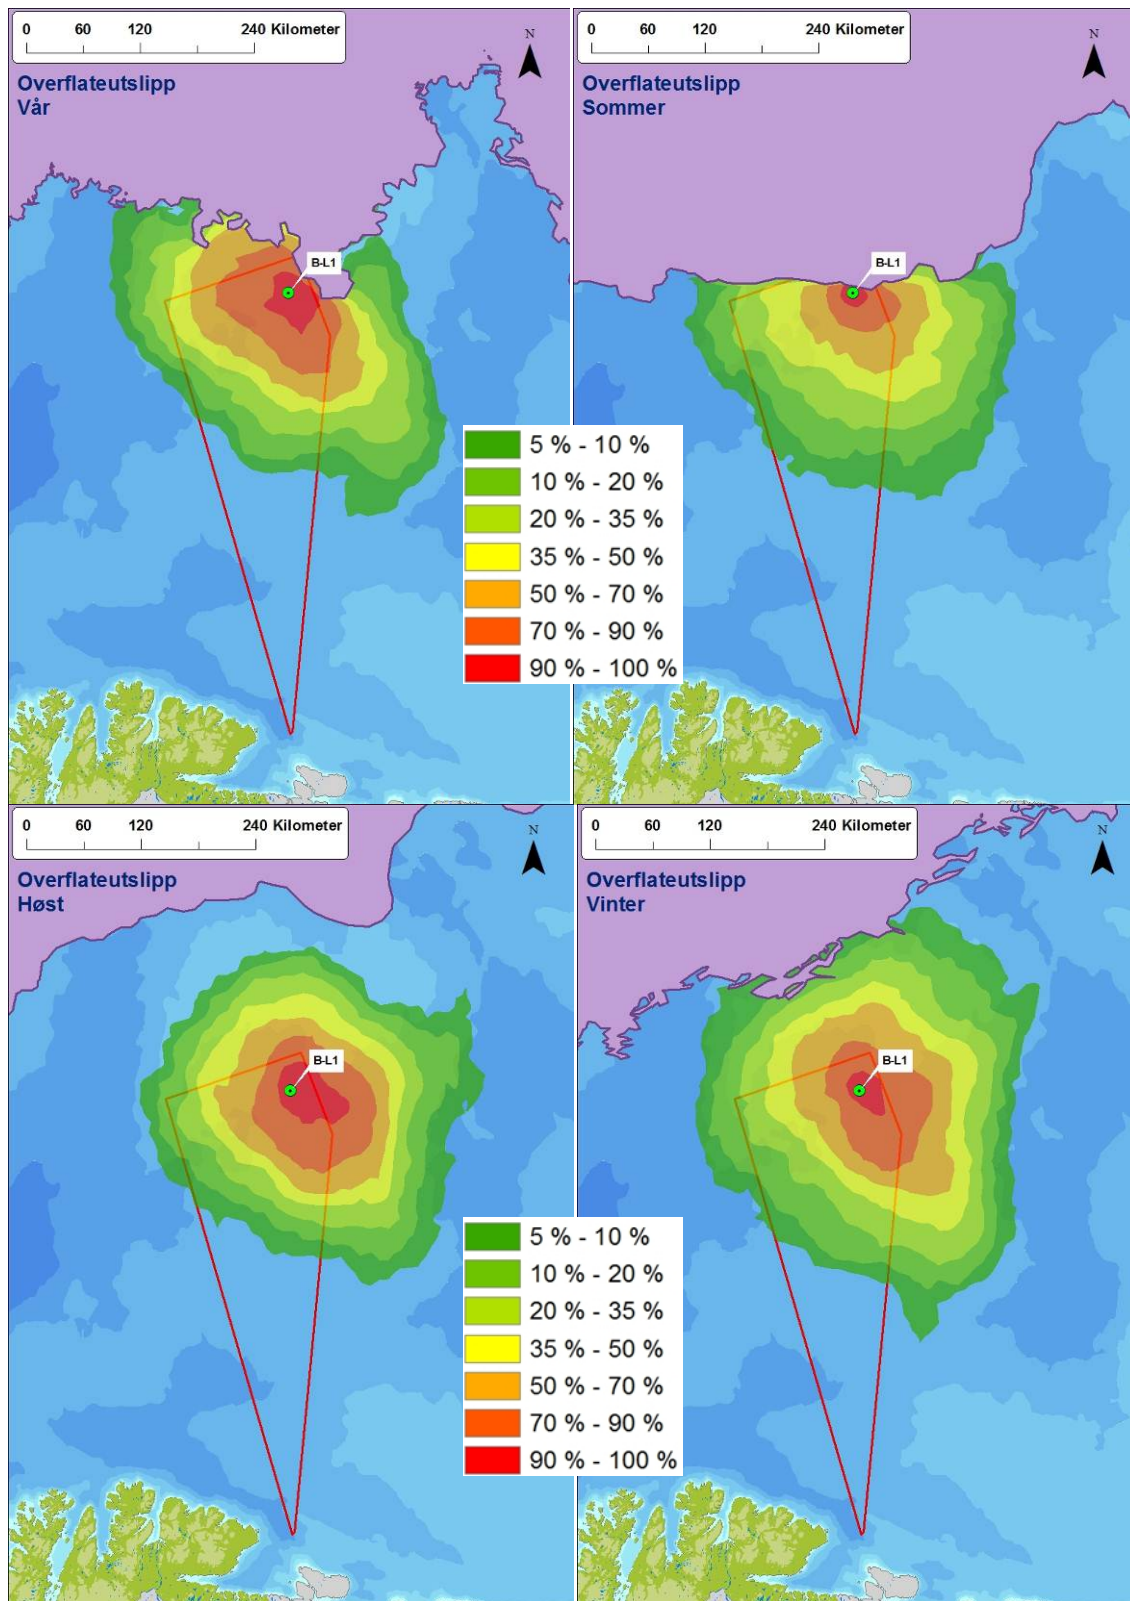 0 60 120 240 Kilometer
N
Overflateutslipp
Vår
B-L1
0 60 120 240 Kilometer
N
Overflateutslipp
Sommer
B-L1
5 % - 10 %
10 % - 20 %
20 % - 35 %
35 % - 50 %
50 % - 70 %
70 % - 90 %
90 % - 100 %
0 60 120 240 Kilometer
N
Overflateutslipp
Høst
B-L1
0 60 120 240 Kilometer
N
Overflateutslipp
Vinter
B-L1
5 % - 10 %
10 % - 20 %
20 % - 35 %
35 % - 50 %
50 % - 70 %
70 % - 90 %
90 % - 100 %